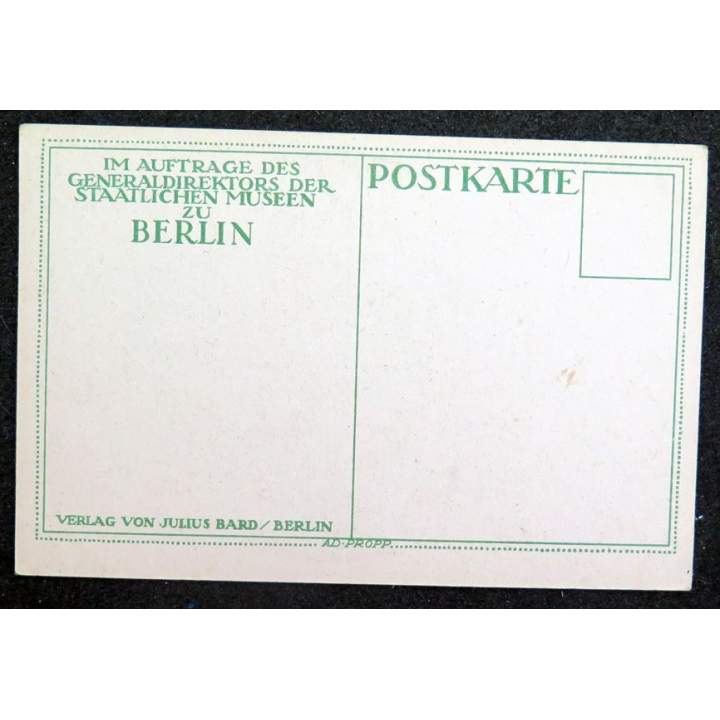 IM AUFTRAGE DES
GENERALDIREKTORS DER
STAATLICHEN MUSEEN
ZU
BERLIN
POSTKARTE
VERLAG VON JULIUS BARD / BERLIN
AD·PROPP